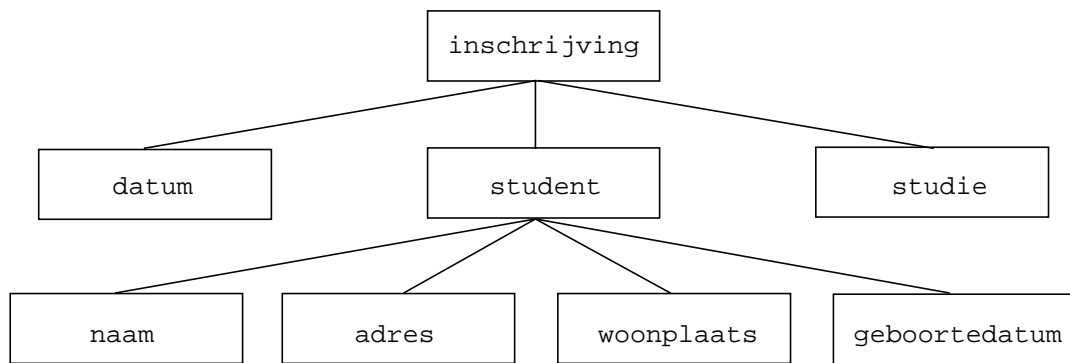 inschrijving
datum student studie
naam adres woonplaats geboortedatum